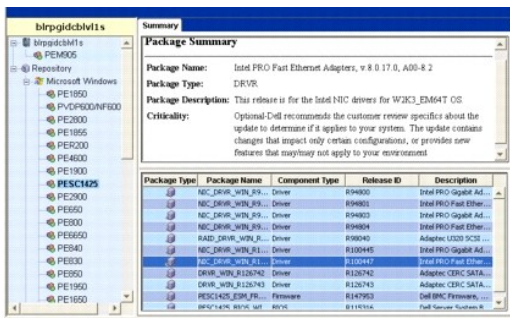 blrpgidcblvl1s
blrpgidcblvl1s
PEM905
Repository
Microsoft Windows
PE1850
PVDP600/NF600
PE2800
PE1855
PER200
PE4600
PE1900
PESC1425
PE2900
PE650
PE800
PE6650
PE840
PE830
PE850
PE1950
PE1650
Summary
Package Summary
Package Name: Intel PRO Fast Ethernet Adapters, v.8.0 17.0, A00-8 2
Package Type: DRVR
Package Description: This release is for the Intel NIC drivers for W2K3_EM64T OS.
Criticality: Optional-Dell recommends the customer review specifics about the
update to determine if it applies to your system. The update contains
changes that impact only certain configurations, or provides new
features that may/may not apply to your environment
Package Type Package Name Component Type Release ID Description
NIC_DRVR_WIN_R9... Driver R94800 Intel PRO Gigabit Ad...
NIC_DRVR_WIN_R9... Driver R94801 Intel PRO Fast Ether...
NIC_DRVR_WIN_R9... Driver R94803 Intel PRO Gigabit Ad...
NIC_DRVR_WIN_R9... Driver R94804 Intel PRO Fast Ether...
RAID_DRVR_WIN_R... Driver R98040 Adaptec U320 SCSI ...
NIC_DRVR_WIN_R1... Driver R100445 Intel PRO Gigabit Ad...
NIC_DRVR_WIN_R1... Driver R100447 Intel PRO Fast Ether...
DRVR_WIN_R126742 Driver R126742 Adaptec CERC SATA...
DRVR_WIN_R126743 Driver R126743 Adaptec CERC SATA...
PESC1425_ESM_FR... Firmware R147953 Dell BMC Firmware, ...
PESC1425_BIOS_WI... BIOS R115316 Dell Server System B...